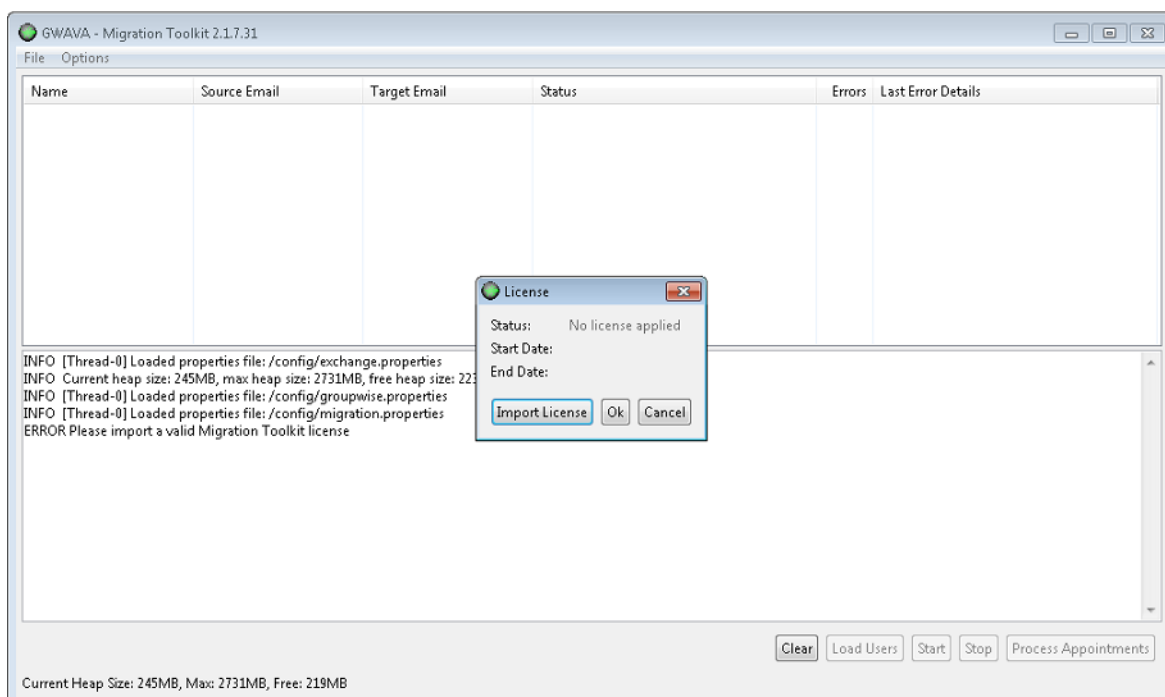 GWAVA - Migration Toolkit 2.1.7.31
File Options
Name Source Email Target Email Status Errors Last Error Details
License
Status: No license applied
Start Date:
End Date:
Import License Ok Cancel
INFO [Thread-0] Loaded properties file: /config/exchange.properties
INFO Current heap size: 245MB, max heap size: 2731MB, free heap size:
INFO [Thread-0] Loaded properties file: /config/groupwise.properties
INFO [Thread-0] Loaded properties file: /config/migration.properties
ERROR Please import a valid Migration Toolkit license
Clear Load Users Start Stop Process Appointments
Current Heap Size: 245MB, Max: 2731MB, Free: 219MB